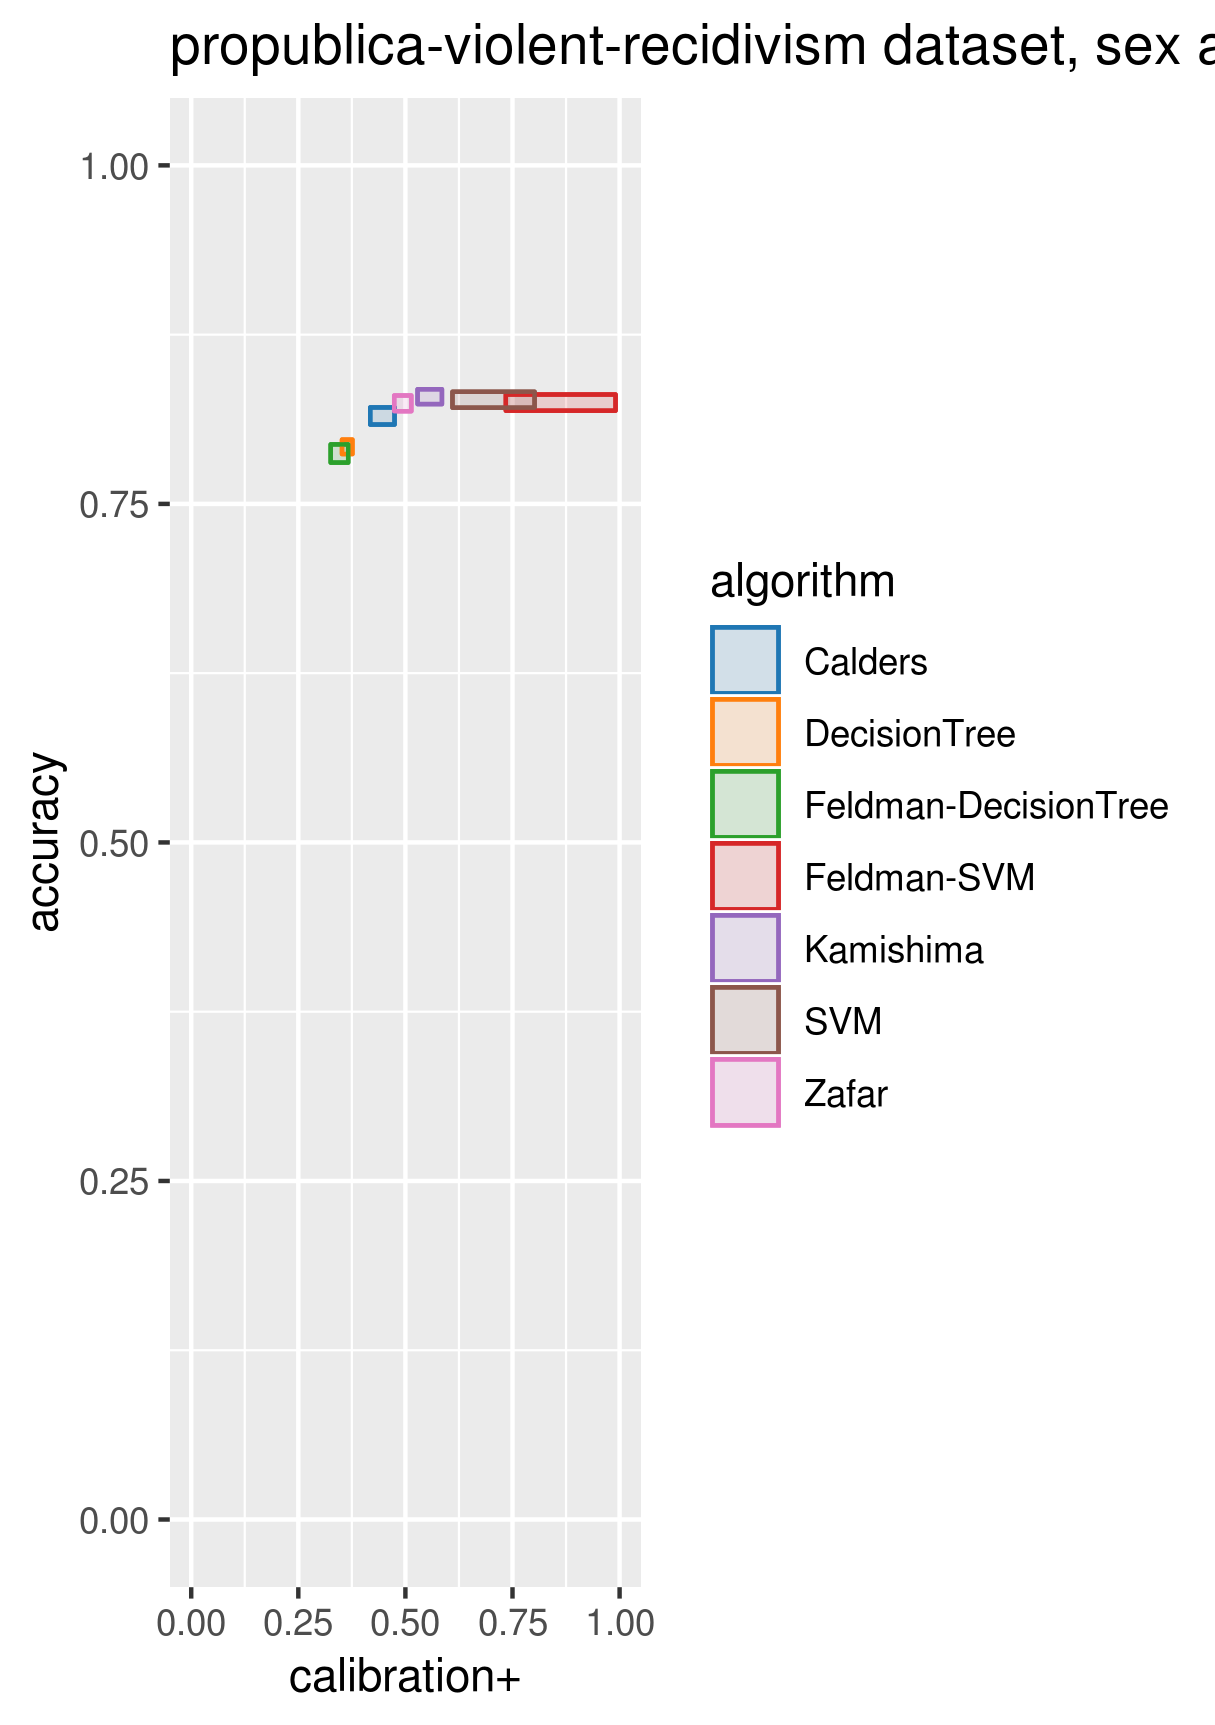 propublica-violent-recidivism dataset, sex
1.00
0.75
0.50
0.25
0.00
accuracy
0.00 0.25 0.50 0.75 1.00
calibration+
algorithm
Calders
DecisionTree
Feldman-DecisionTree
Feldman-SVM
Kamishima
SVM
Zafar